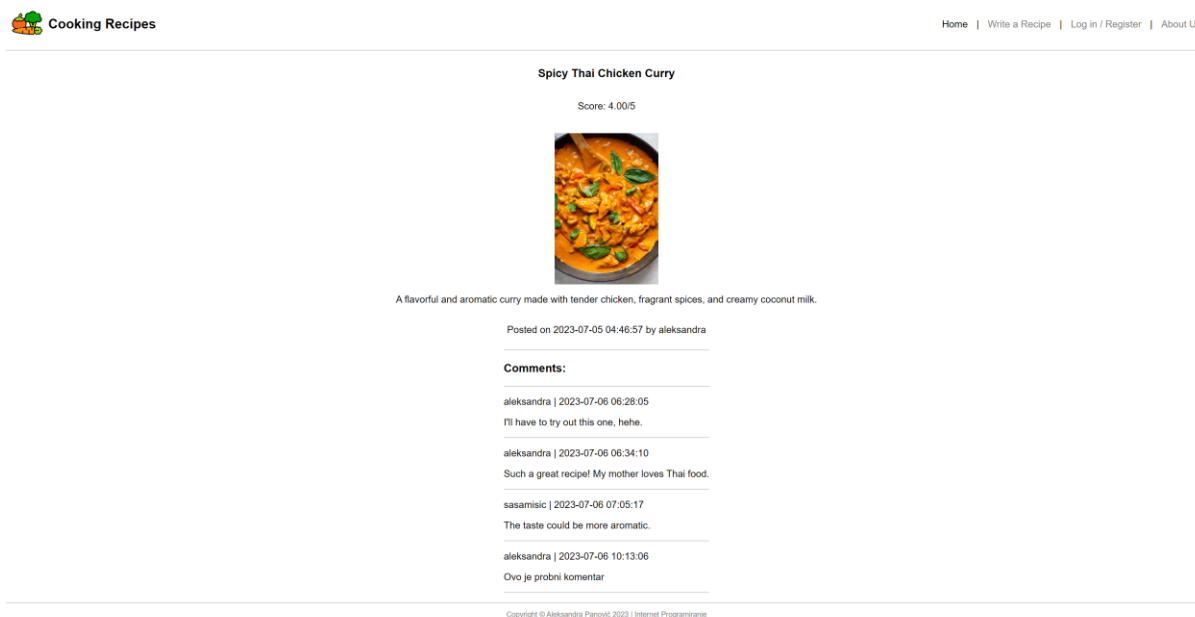 Cooking Recipes
Home | Write a Recipe | Log in / Register | About U
Spicy Thai Chicken Curry
Score: 4.00/5
A flavorful and aromatic curry made with tender chicken, fragrant spices, and creamy coconut milk.
Posted on 2023-07-05 04:46:57 by aleksandra
Comments:
aleksandra | 2023-07-06 06:28:05
I'll have to try out this one, hehe.
aleksandra | 2023-07-06 06:34:10
Such a great recipe! My mother loves Thai food.
sasamisic | 2023-07-06 07:05:17
The taste could be more aromatic.
aleksandra | 2023-07-06 10:13:06
Ovo je probni komentar
Copyright © Aleksandra Panović 2023 | Internet Programiranje